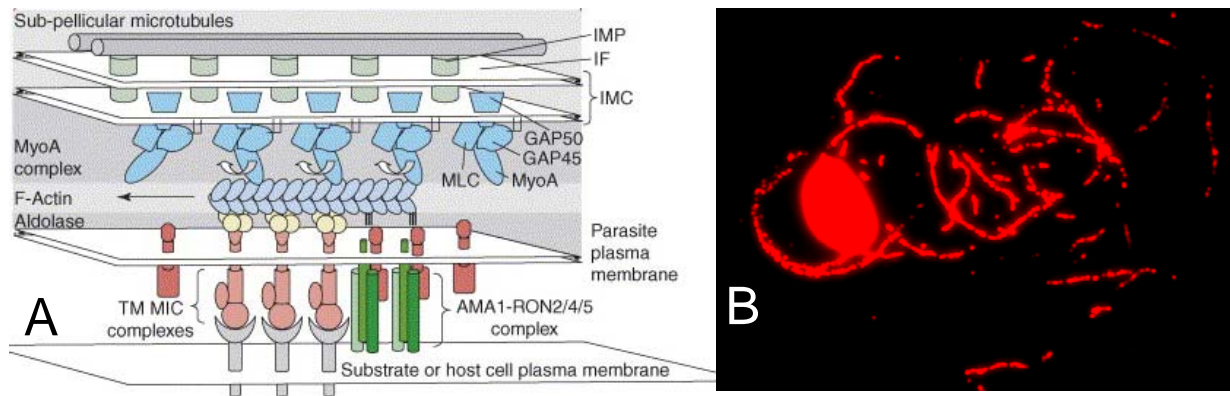 Sub-pellicular microtubules
IMP
IF
IMC
GAP50
GAP45
MyoA
complex
MLC
MyoA
F-Actin
Aldolase
Parasite
plasma
membrane
TM MIC
complexes
AMA1-RON2/4/5
complex
A
Substrate or host cell plasma membrane
B